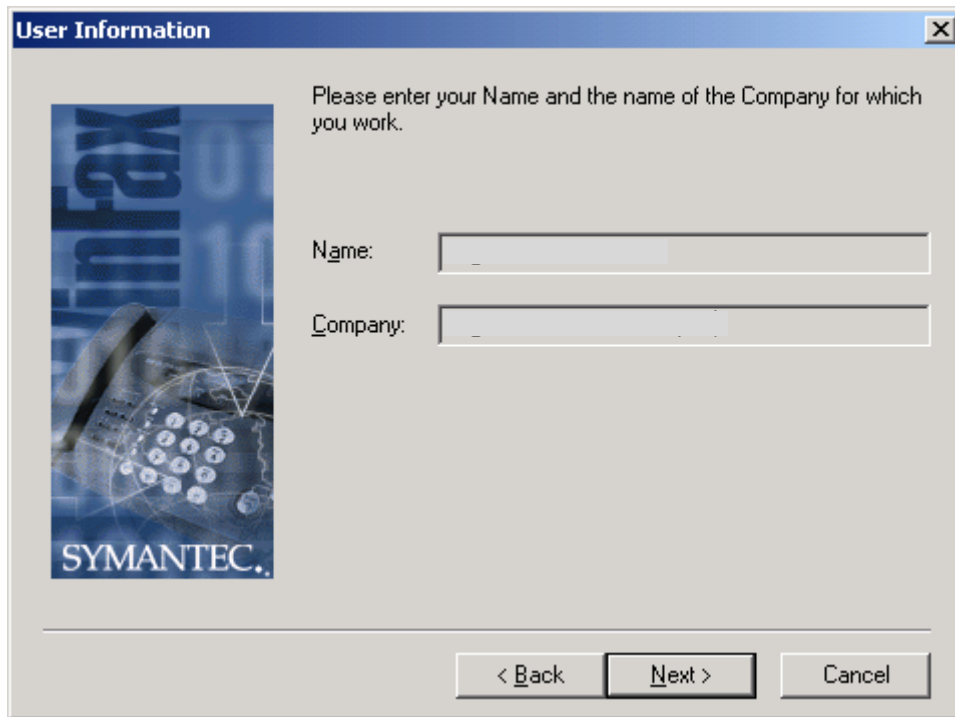 User Information
Please enter your Name and the name of the Company for which
you work.
Name:
Company:
WinFax
SYMANTEC.
< Back
Next >
Cancel